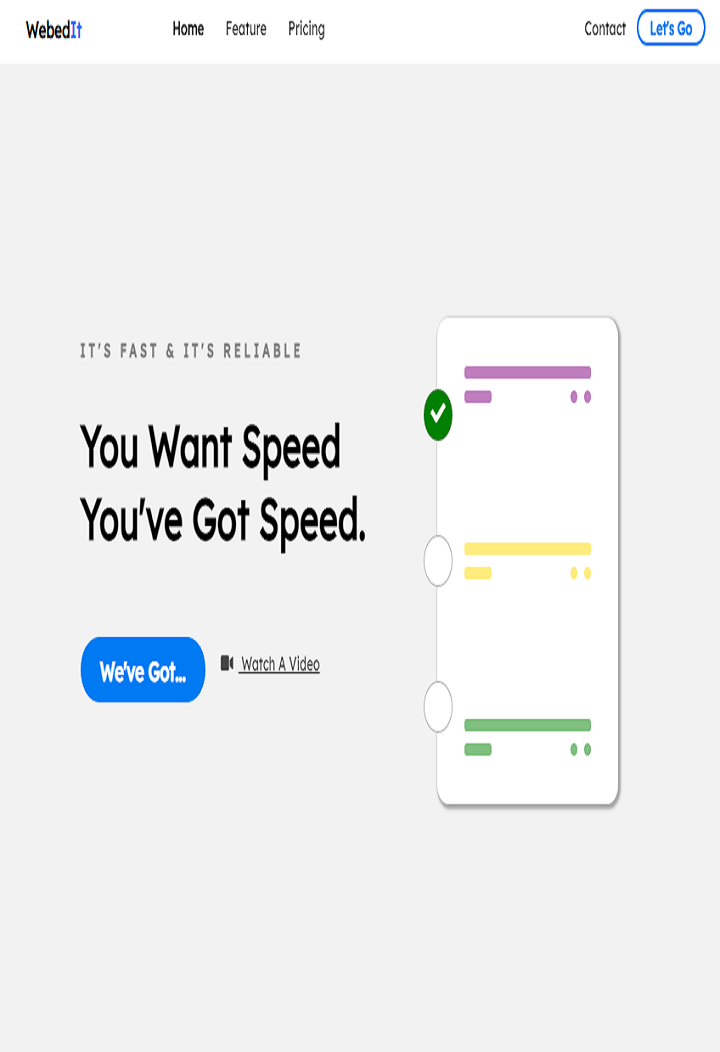 WebedIt
Home Feature Pricing
Contact
Let's Go
IT'S FAST & IT'S RELIABLE
You Want Speed
You've Got Speed.
We've Got...
Watch A Video